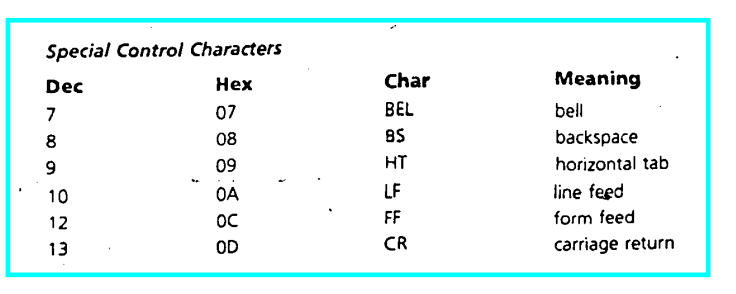 Special Control Characters
Dec Hex Char Meaning
7 07 BEL bell
8 08 BS backspace
9 09 HT horizontal tab
10 0A LF line feed
12 0C FF form feed
13 0D CR carriage return